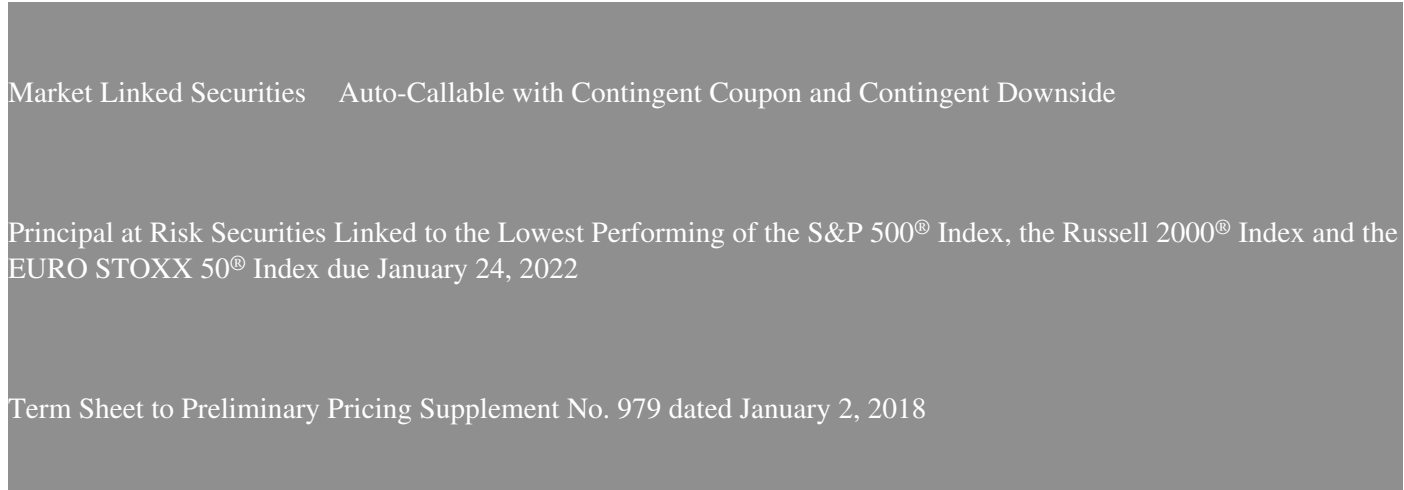 Market Linked Securities Auto-Callable with Contingent Coupon and Contingent Downside
Principal at Risk Securities Linked to the Lowest Performing of the S&P 500® Index, the Russell 2000® Index and the
EURO STOXX 50® Index due January 24, 2022
Term Sheet to Preliminary Pricing Supplement No. 979 dated January 2, 2018